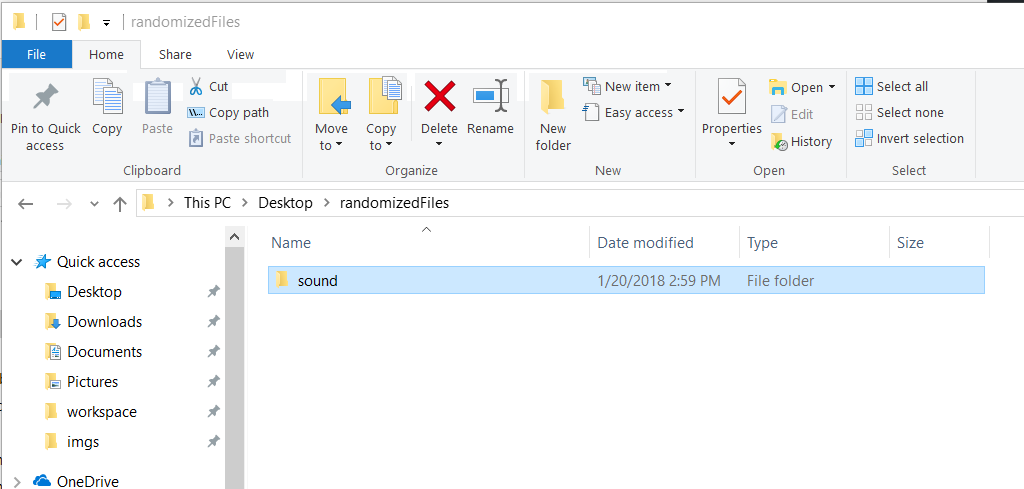 randomizedFiles
File Home Share View
Pin to Quick access
Copy
Paste
Cut
Copy path
Paste shortcut
Clipboard
Move to
Copy to
Delete
Rename
Organize
New folder
New item
Easy access
New
Properties
Open
Edit
History
Open
Select all
Select none
Invert selection
Select
This PC > Desktop > randomizedFiles
Name Date modified Type Size
sound 1/20/2018 2:59 PM File folder
Quick access
Desktop
Downloads
Documents
Pictures
workspace
imgs
OneDrive